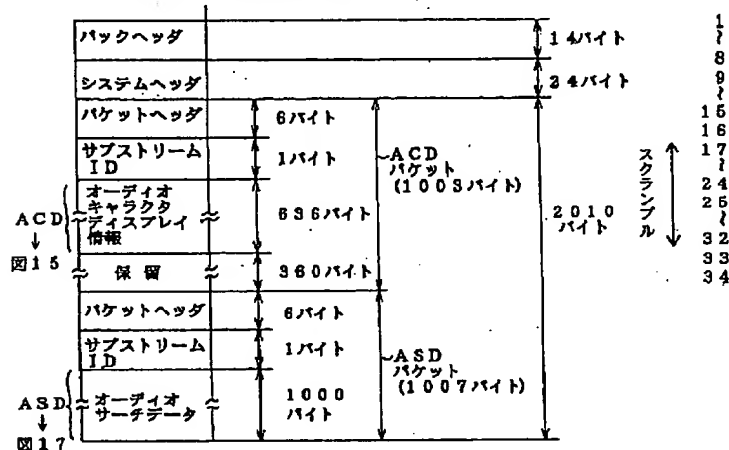 パックヘッダ
14バイト
システムヘッダ
24バイト
パケットヘッダ
6バイト
サブストリーム
ID
1バイト
ACD
パケット
(1003バイト)
オーディオ
キャラクタ
ディスプレイ
情報
636バイト
ACD
↓
図15
2010
バイト
保留
360バイト
パケットヘッダ
6バイト
サブストリーム
ID
1バイト
ASD
パケット
(1007バイト)
オーディオ
サーチデータ
1000
バイト
ASD
↓
図17
1
~
8
9
~
15
16
17
~
24
25
~
32
33
34
スクランブル